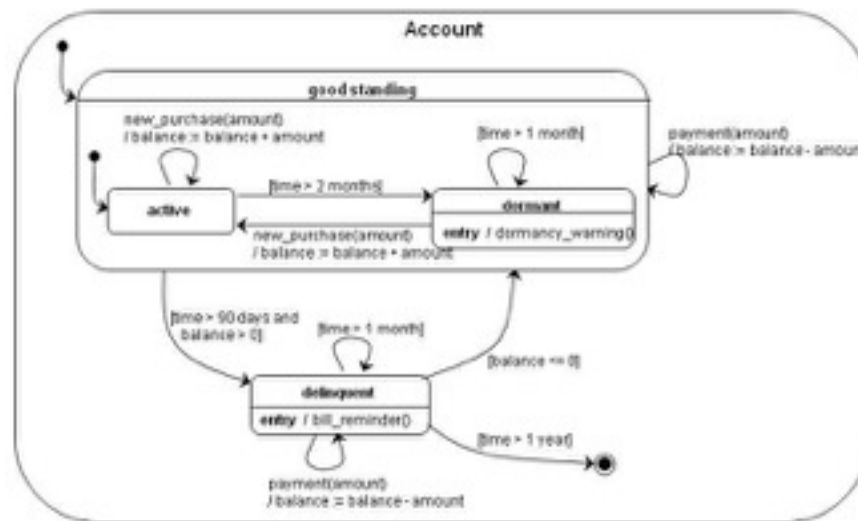 Account
good standing
new_purchase(amount)
/ balance := balance + amount
[time > 1 month]
payment(amount)
/ balance := balance - amount
active
[time > 2 months]
dormant
entry / dormancy_warning()
new_purchase(amount)
/ balance := balance + amount
[time > 90 days and
balance > 0]
[time > 1 month]
[balance <= 0]
delinquent
entry / bill_reminder()
[time > 1 year]
payment(amount)
/ balance := balance - amount